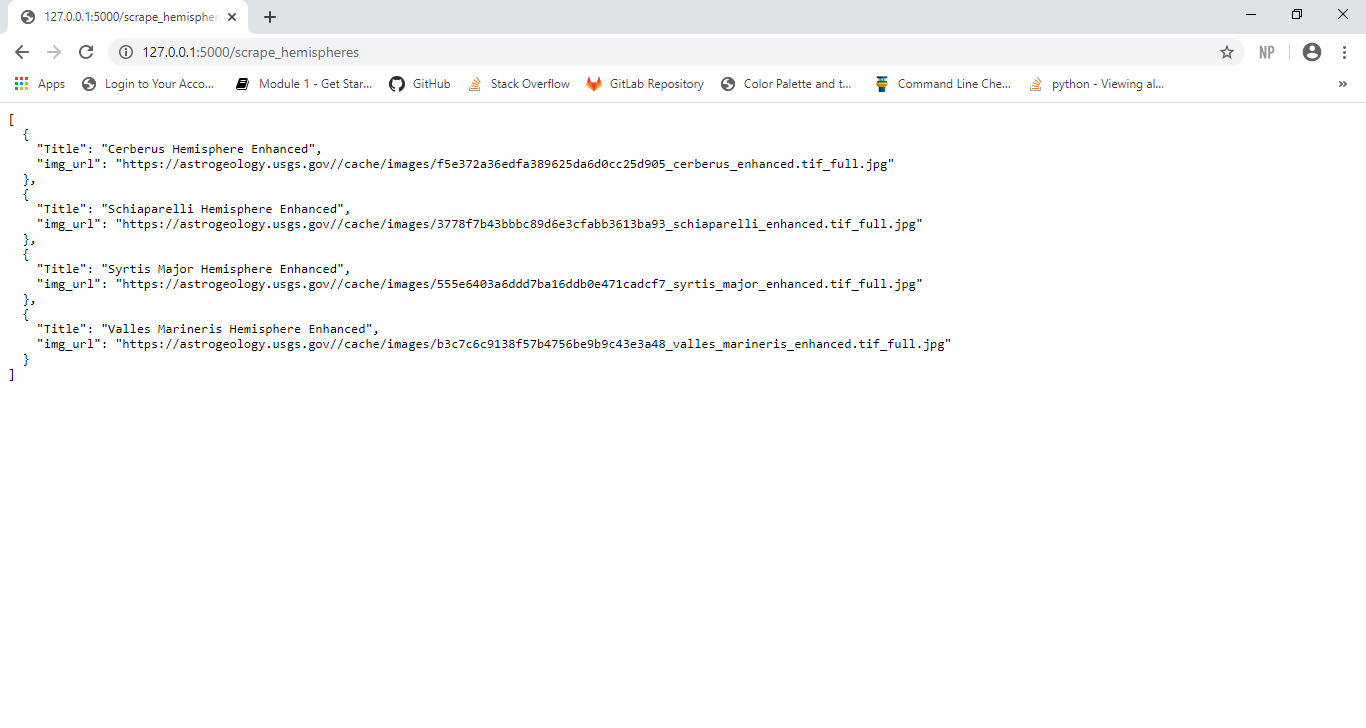 127.0.0.1:5000/scrape_hemispher
127.0.0.1:5000/scrape_hemispheres
NP
Apps Login to Your Acco... Module 1 - Get Star... GitHub Stack Overflow GitLab Repository Color Palette and t... Command Line Che... python - Viewing al... »
[
  {
    "Title": "Cerberus Hemisphere Enhanced",
    "img_url": "https://astrogeology.usgs.gov//cache/images/f5e372a36edfa389625da6d0cc25d905_cerberus_enhanced.tif_full.jpg"
  },
  {
    "Title": "Schiaparelli Hemisphere Enhanced",
    "img_url": "https://astrogeology.usgs.gov//cache/images/3778f7b43bbbc89d6e3cfabb3613ba93_schiaparelli_enhanced.tif_full.jpg"
  },
  {
    "Title": "Syrtis Major Hemisphere Enhanced",
    "img_url": "https://astrogeology.usgs.gov//cache/images/555e6403a6ddd7ba16ddb0e471cadcf7_syrtis_major_enhanced.tif_full.jpg"
  },
  {
    "Title": "Valles Marineris Hemisphere Enhanced",
    "img_url": "https://astrogeology.usgs.gov//cache/images/b3c7c6c9138f57b4756be9b9c43e3a48_valles_marineris_enhanced.tif_full.jpg"
  }
]